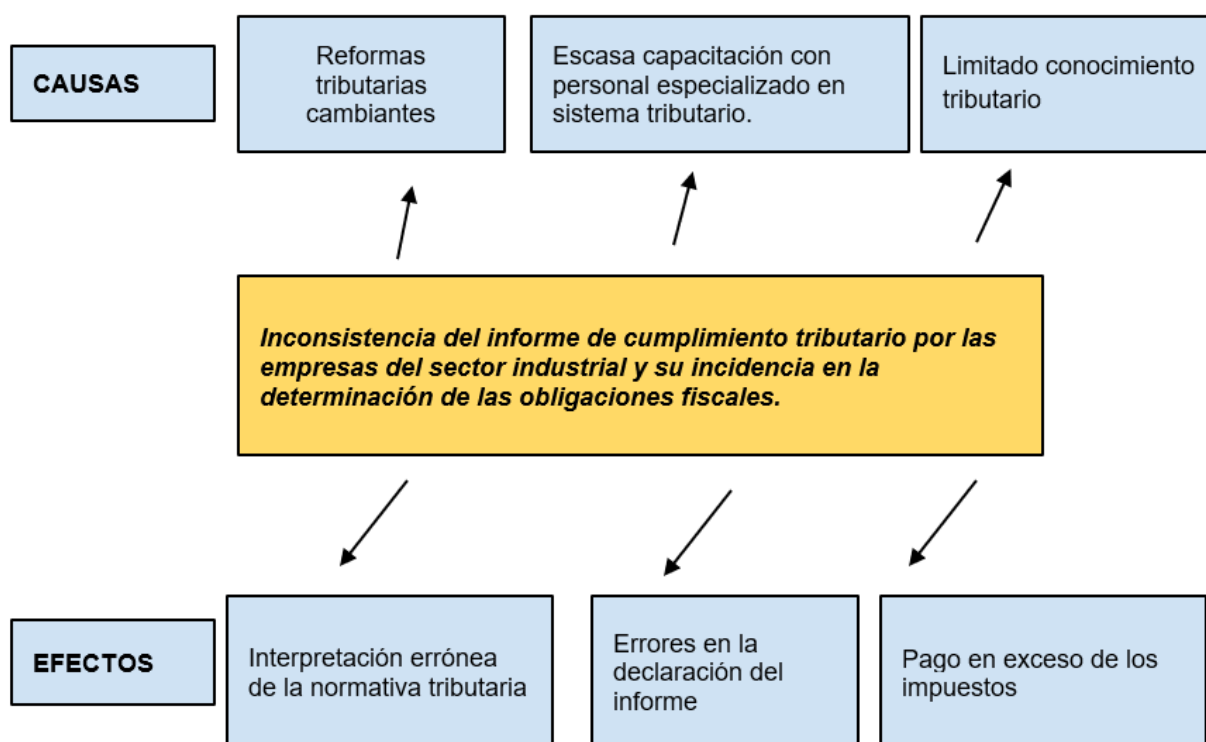 CAUSAS
Reformas
tributarias
cambiantes
Escasa capacitación con
personal especializado en
sistema tributario.
Limitado conocimiento
tributario
Inconsistencia del informe de cumplimiento tributario por las
empresas del sector industrial y su incidencia en la
determinación de las obligaciones fiscales.
EFECTOS
Interpretación errónea
de la normativa tributaria
Errores en la
declaración del
informe
Pago en exceso de los
impuestos